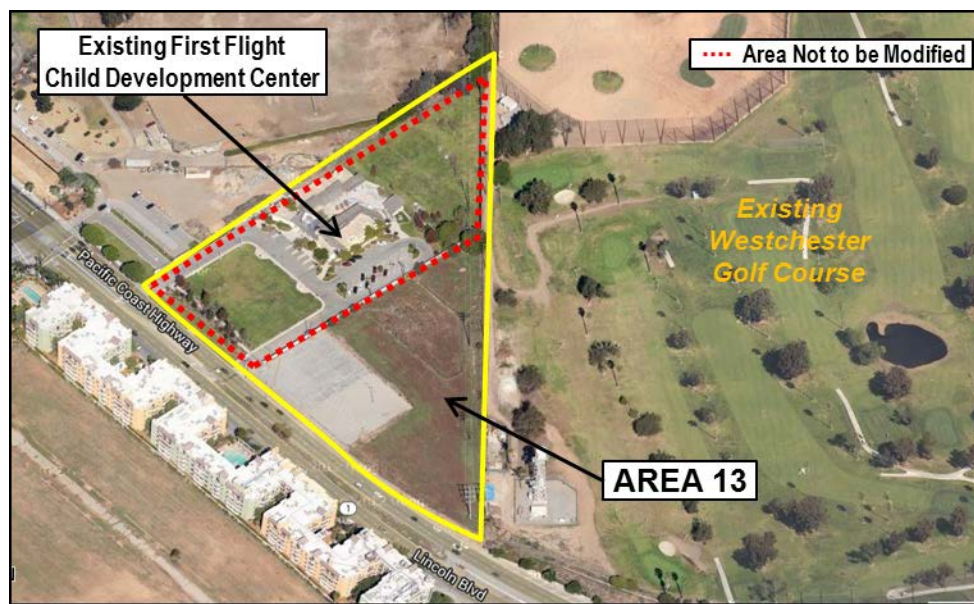 Existing First Flight
Child Development Center
Area Not to be Modified
Existing
Westchester
Golf Course
Pacific Coast Highway
AREA 13
1
Lincoln Blvd